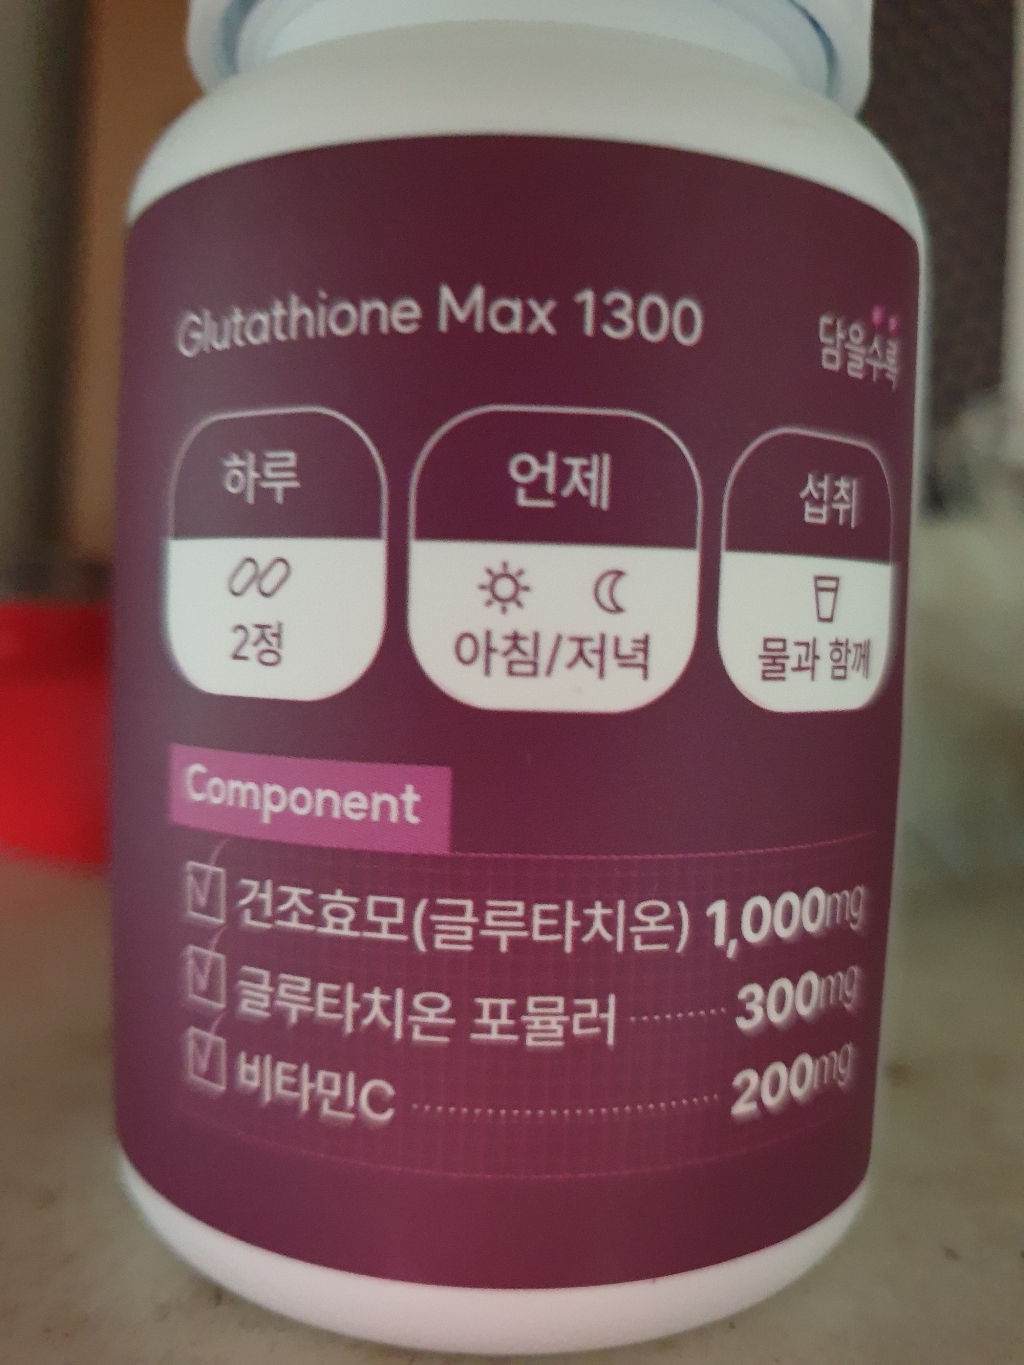 Glutathione Max 1300
담을수록
하루
언제
섭취
2정
아침/저녁
물과 함께
Component
건조효모(글루타치온) 1,000mg
글루타치온 포뮬러 ········ 300mg
비타민C ························ 200mg